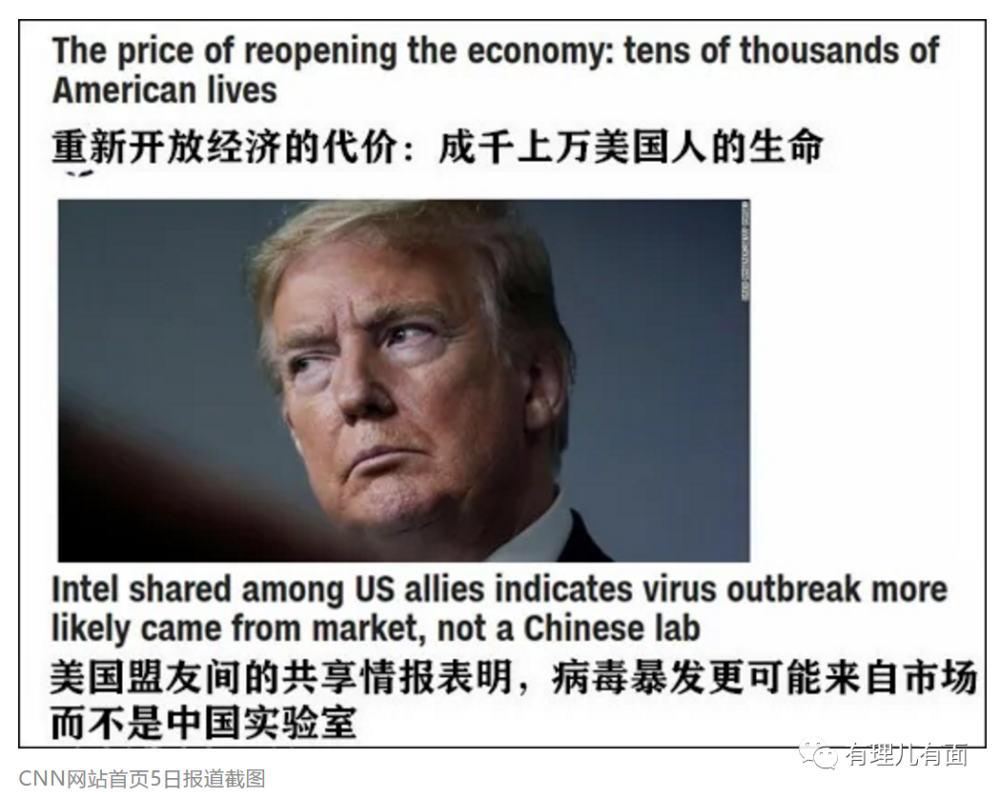 The price of reopening the economy: tens of thousands of
American lives
重新开放经济的代价：成千上万美国人的生命
Intel shared among US allies indicates virus outbreak more
likely came from market, not a Chinese lab
美国盟友间的共享情报表明，病毒暴发更可能来自市场
而不是中国实验室
有理儿有面
CNN网站首页5日报道截图